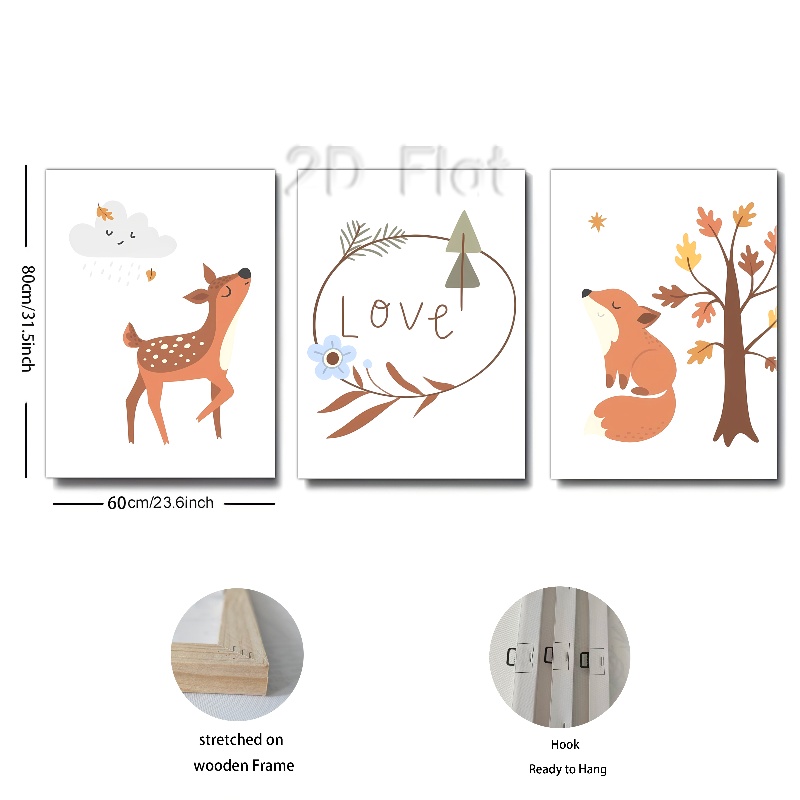 2D Flat
80cm/31.5inch
Love
60cm/23.6inch
stretched on
wooden Frame
Hook
Ready to Hang